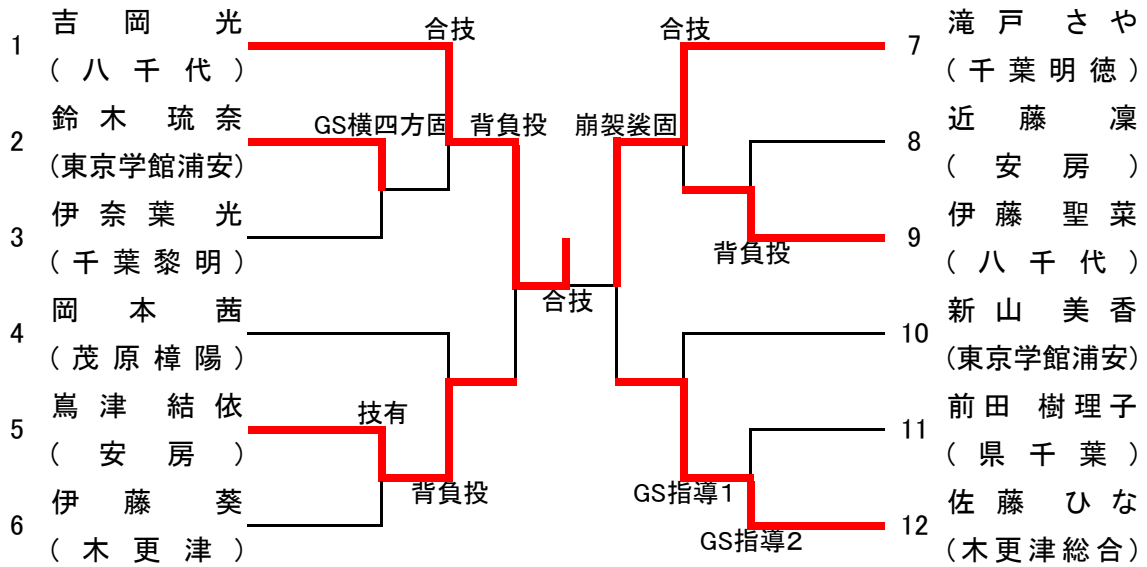 1
吉岡光
(八千代)
2
鈴木琉奈
(東京学館浦安)
3
伊奈葉光
(千葉黎明)
4
岡本茜
(茂原樟陽)
5
嶌津結依
(安房)
6
伊藤葵
(木更津)
合技
GS横四方固
背負投
技有
背負投
合技
合技
崩袈裟固
背負投
GS指導1
GS指導2
7
滝戸さや
(千葉明徳)
8
近藤凜
(安房)
9
伊藤聖菜
(八千代)
10
新山美香
(東京学館浦安)
11
前田樹理子
(県千葉)
12
佐藤ひな
(木更津総合)